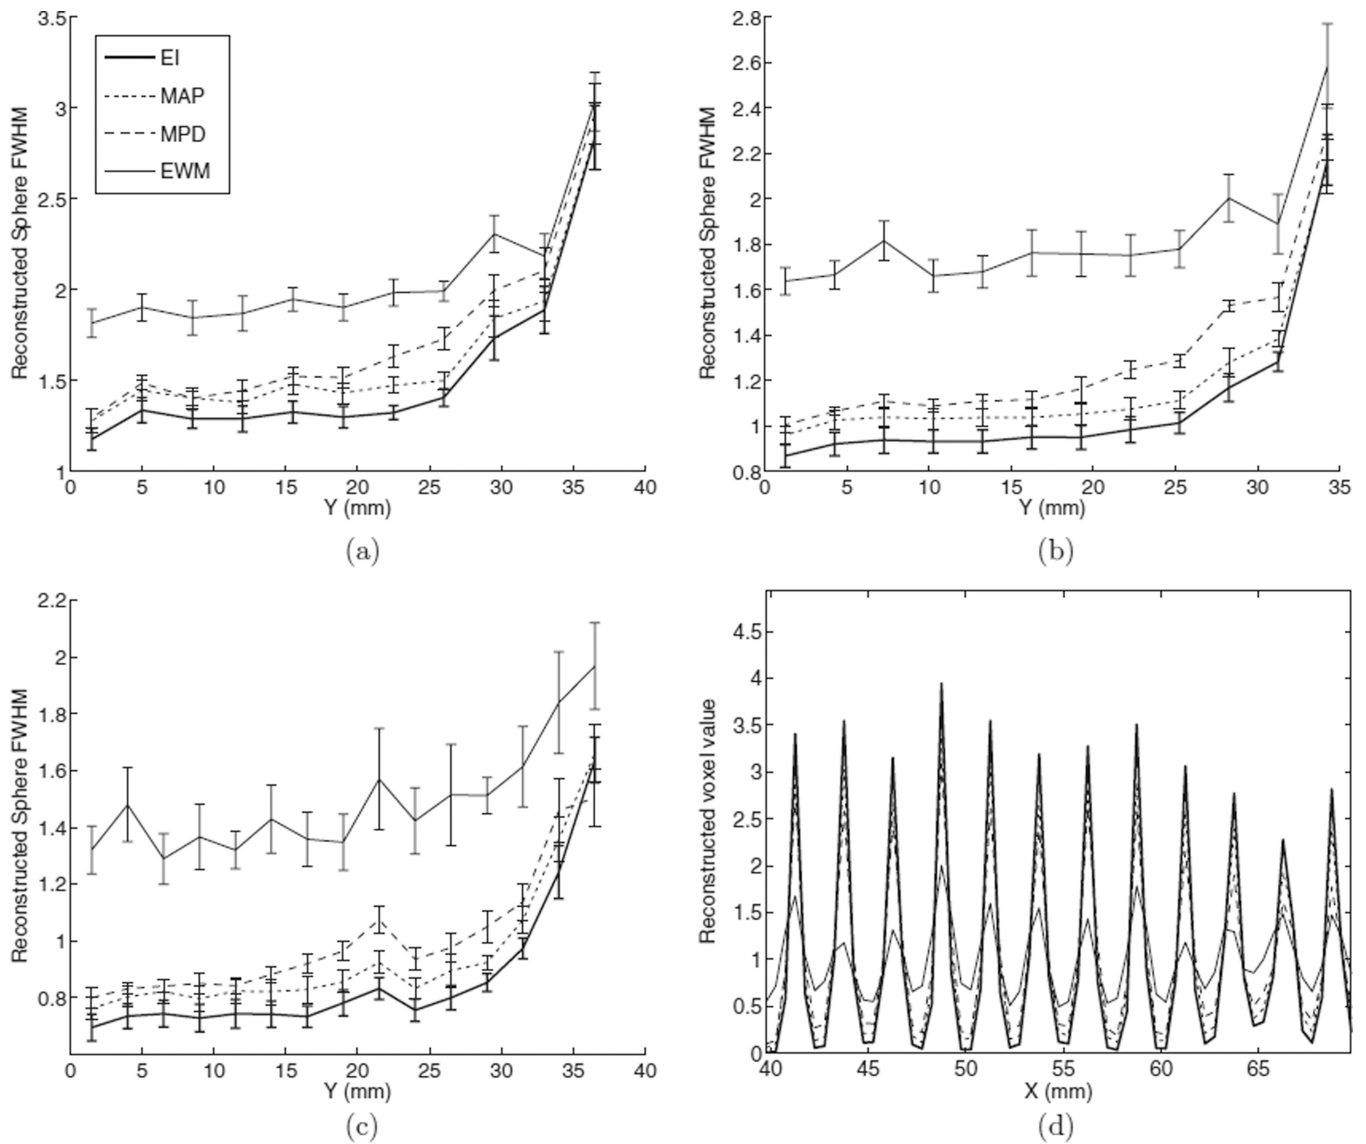 3.5
3
2.5
2
1.5
1
Reconstructed Sphere FWHM
EI
MAP
MPD
EWM
0 5 10 15 20 25 30 35 40
Y (mm)
(a)
2.8
2.6
2.4
2.2
2
1.8
1.6
1.4
1.2
1
0.8
Reconstructed Sphere FWHM
0 5 10 15 20 25 30 35
Y (mm)
(b)
2.2
2
1.8
1.6
1.4
1.2
1
0.8
Reconstructed Sphere FWHM
0 5 10 15 20 25 30 35 40
Y (mm)
(c)
4.5
4
3.5
3
2.5
2
1.5
1
0.5
0
Reconstructed voxel value
40 45 50 55 60 65
X (mm)
(d)